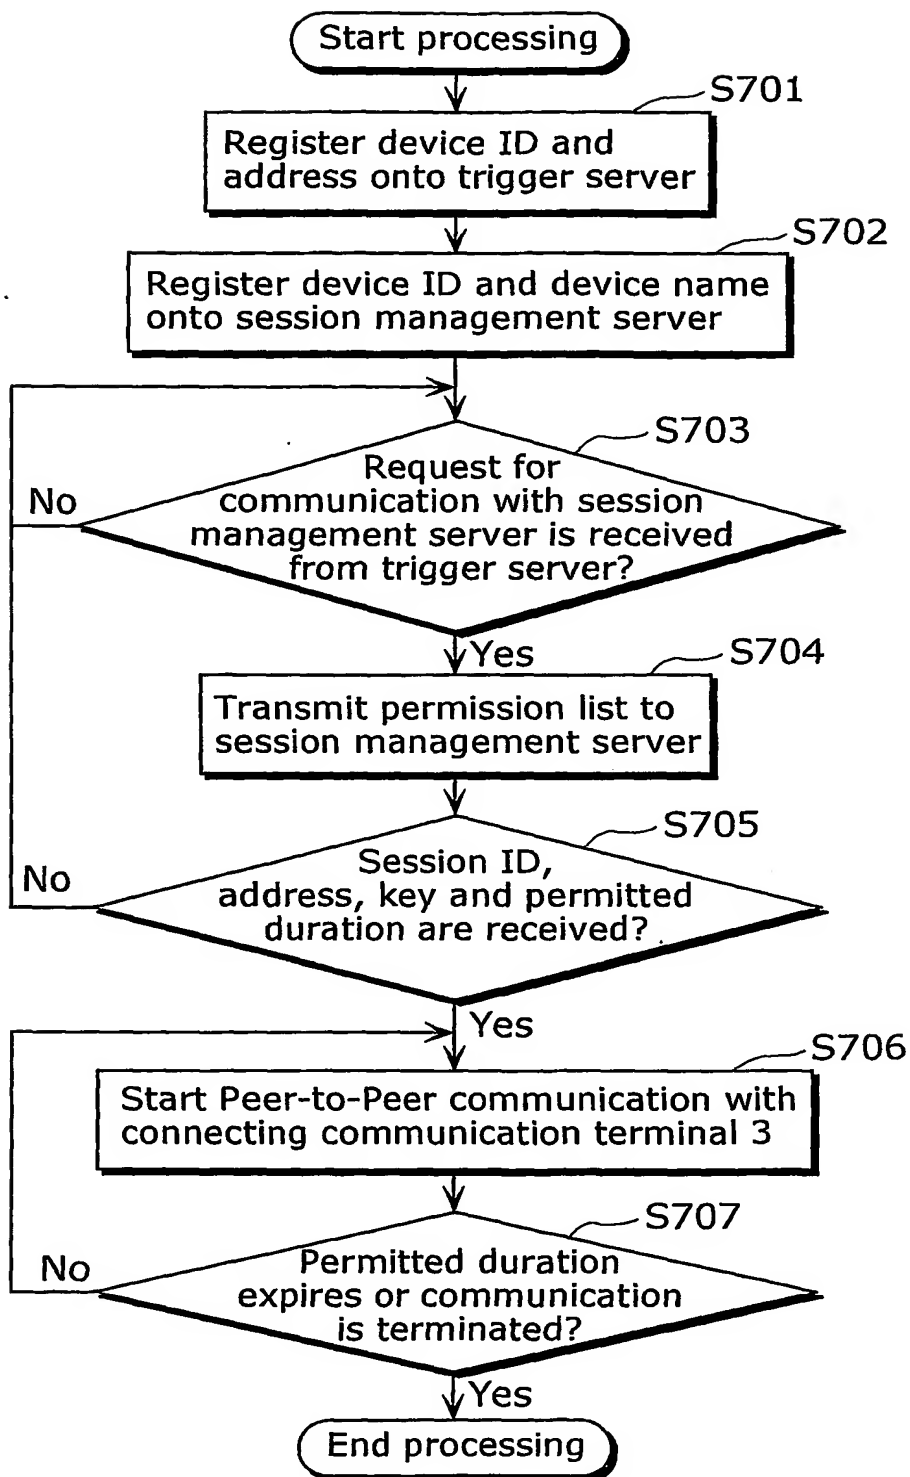 Start processing
S701
Register device ID and
address onto trigger server
S702
Register device ID and device name
onto session management server
S703
Request for
communication with session
management server is received
from trigger server?
No
Yes
S704
Transmit permission list to
session management server
S705
Session ID,
address, key and permitted
duration are received?
No
Yes
S706
Start Peer-to-Peer communication with
connecting communication terminal 3
S707
Permitted duration
expires or communication
is terminated?
No
Yes
End processing